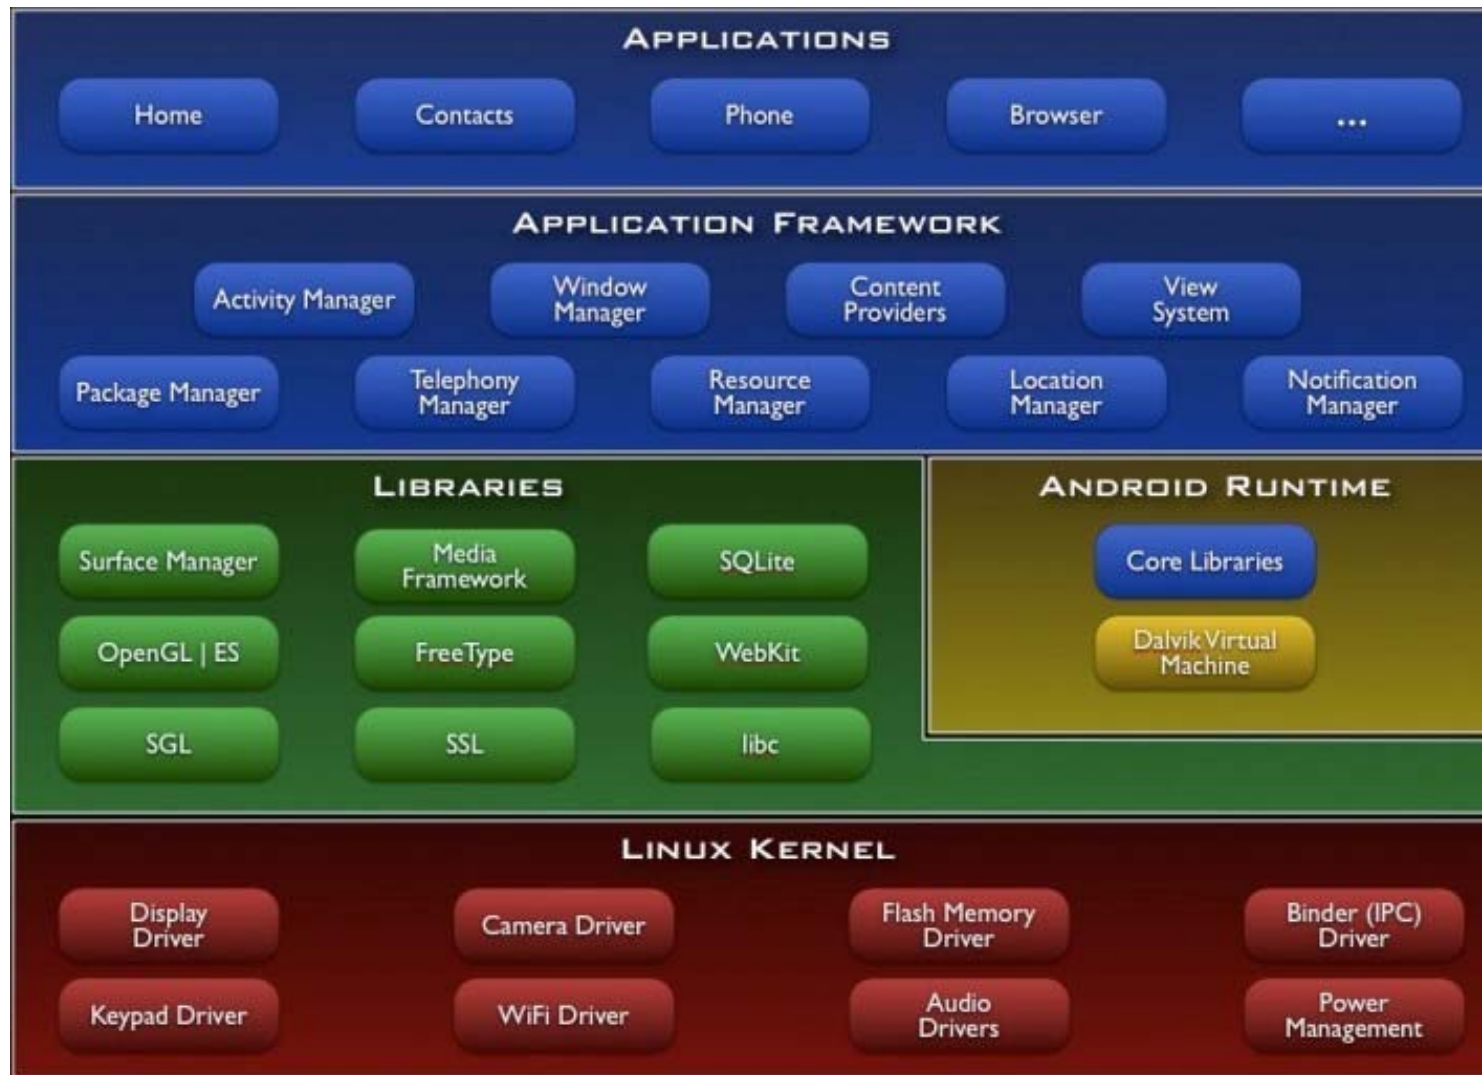 APPLICATIONS
Home
Contacts
Phone
Browser
...
APPLICATION FRAMEWORK
Activity Manager
Window
Manager
Content
Providers
View
System
Package Manager
Telephony
Manager
Resource
Manager
Location
Manager
Notification
Manager
LIBRARIES
Surface Manager
Media
Framework
SQLite
OpenGL | ES
FreeType
WebKit
SGL
SSL
libc
ANDROID RUNTIME
Core Libraries
Dalvik Virtual
Machine
LINUX KERNEL
Display
Driver
Camera Driver
Flash Memory
Driver
Binder (IPC)
Driver
Keypad Driver
WiFi Driver
Audio
Drivers
Power
Management